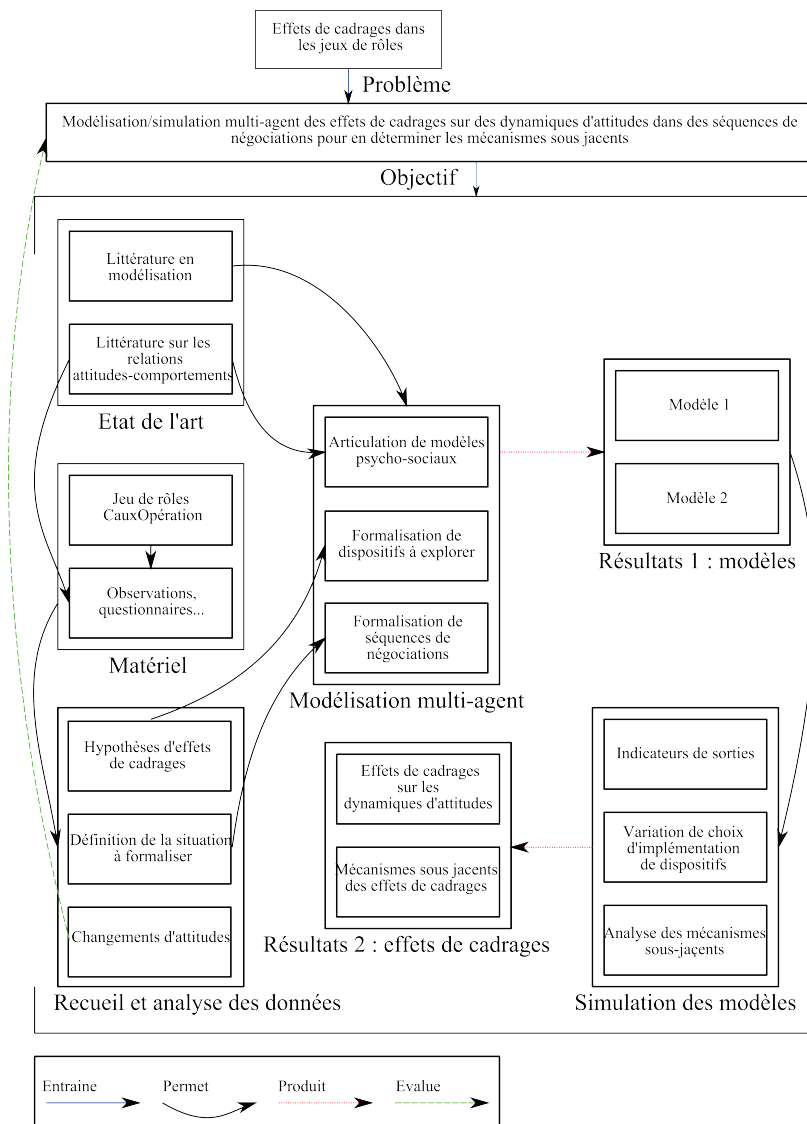 Effets de cadrages dans
les jeux de rôles
Problème
Modélisation/simulation multi-agent des effets de cadrages sur des dynamiques d'attitudes dans des séquences de
négociations pour en déterminer les mécanismes sous jacents
Objectif
Littérature en
modélisation
Littérature sur les
relations
attitudes-comportements
Etat de l'art
Jeu de rôles
CauxOpération
Observations,
questionnaires...
Matériel
Hypothèses d'effets
de cadrages
Définition de la situation
à formaliser
Changements d'attitudes
Recueil et analyse des données
Articulation de modèles
psycho-sociaux
Formalisation de
dispositifs à explorer
Formalisation de
séquences de
négociations
Modélisation multi-agent
Modèle 1
Modèle 2
Résultats 1 : modèles
Effets de cadrages
sur les
dynamiques d'attitudes
Mécanismes sous jacents
des effets de cadrages
Résultats 2 : effets de cadrages
Indicateurs de sorties
Variation de choix
d'implémentation
de dispositifs
Analyse des mécanismes
sous-jaçents
Simulation des modèles
Entraine
Permet
Produit
Evalue